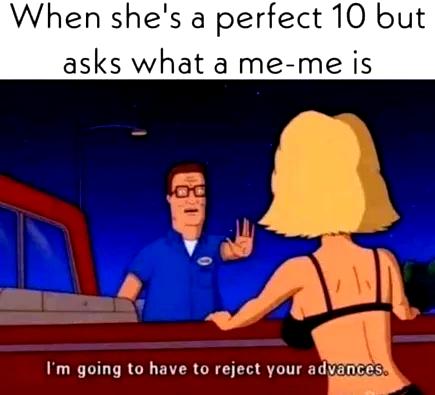 When she's a perfect 10 but
asks what a me-me is
I'm going to have to reject your advances.